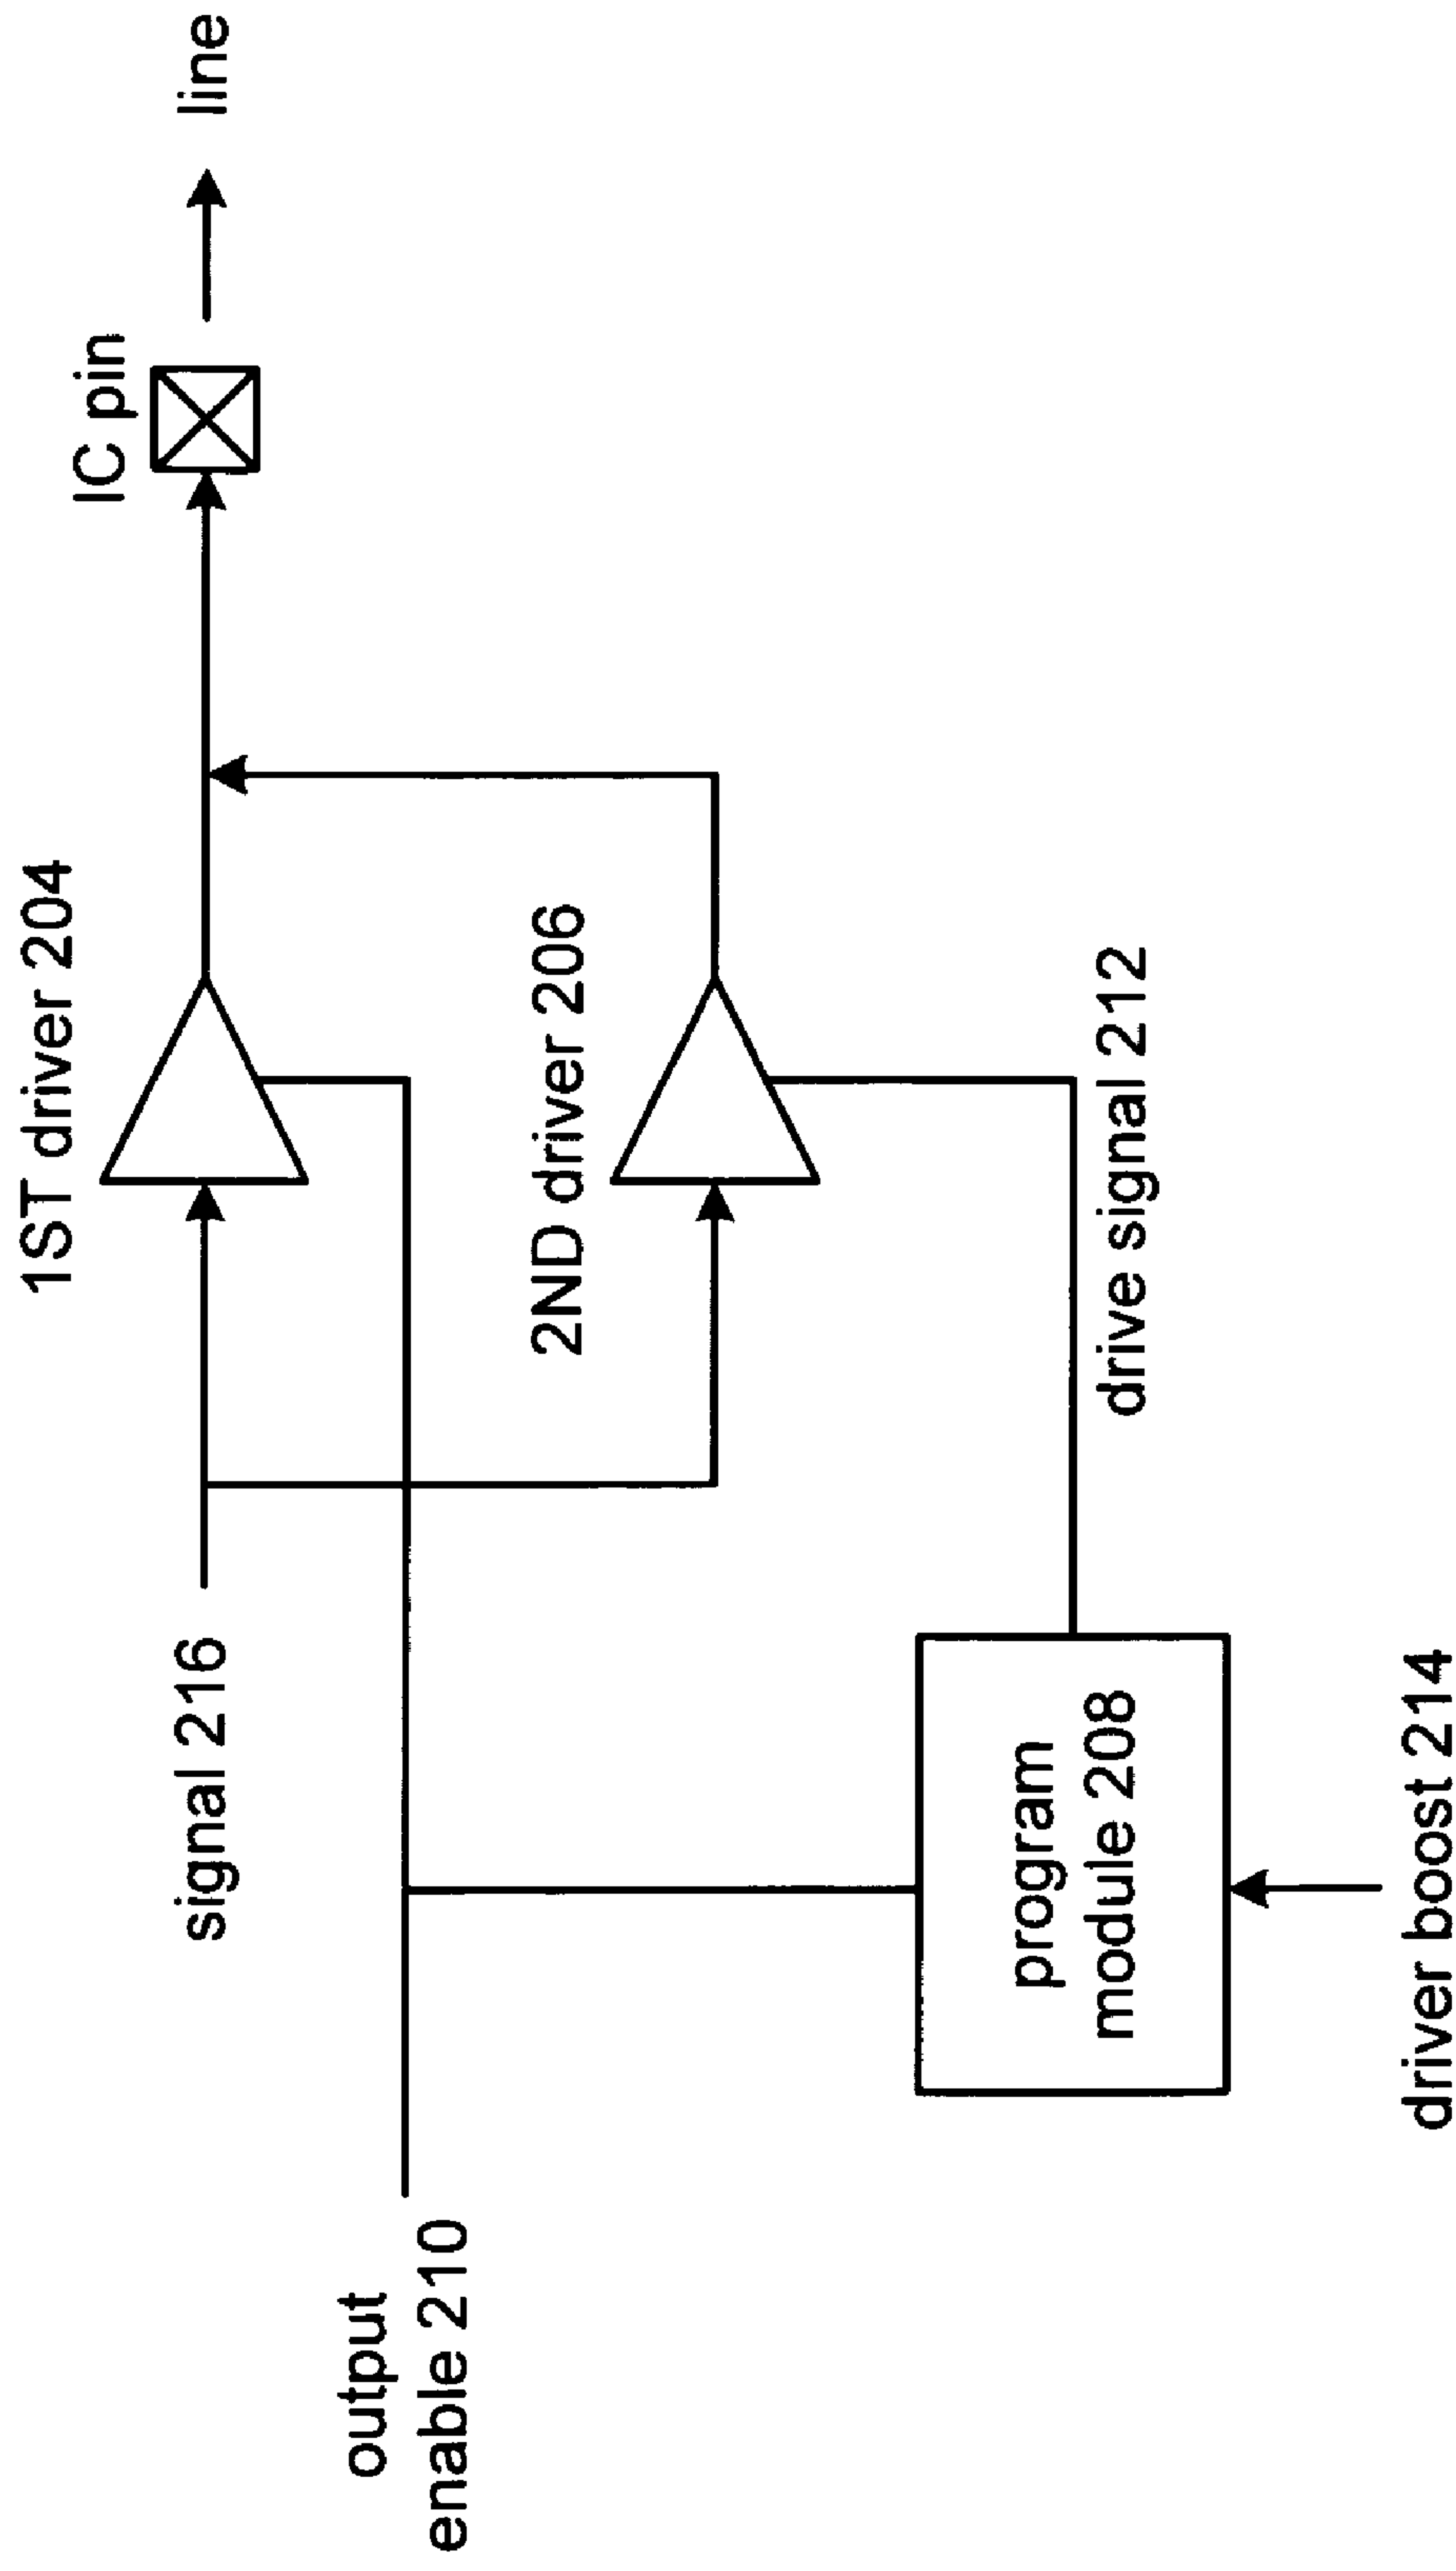 1ST driver 204
IC pin
line
signal 216
2ND driver 206
output
enable 210
program
module 208
drive signal 212
driver boost 214